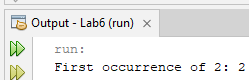 Output - Lab6 (run)
run:
First occurrence of 2: 2